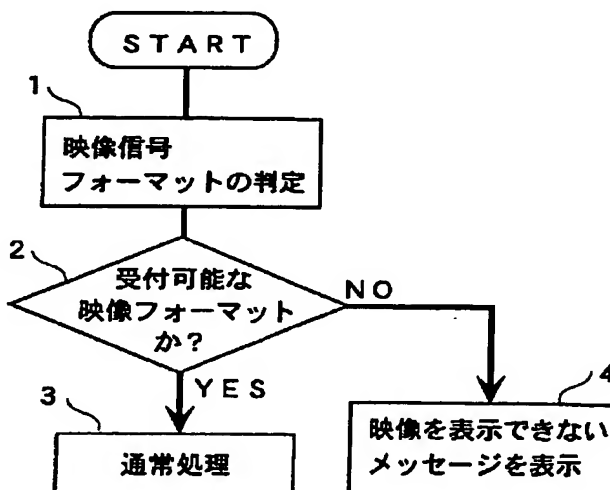 START
1
映像信号
フォーマットの判定
2
受付可能な
映像フォーマット
か?
NO
YES
3
通常処理
4
映像を表示できない
メッセージを表示